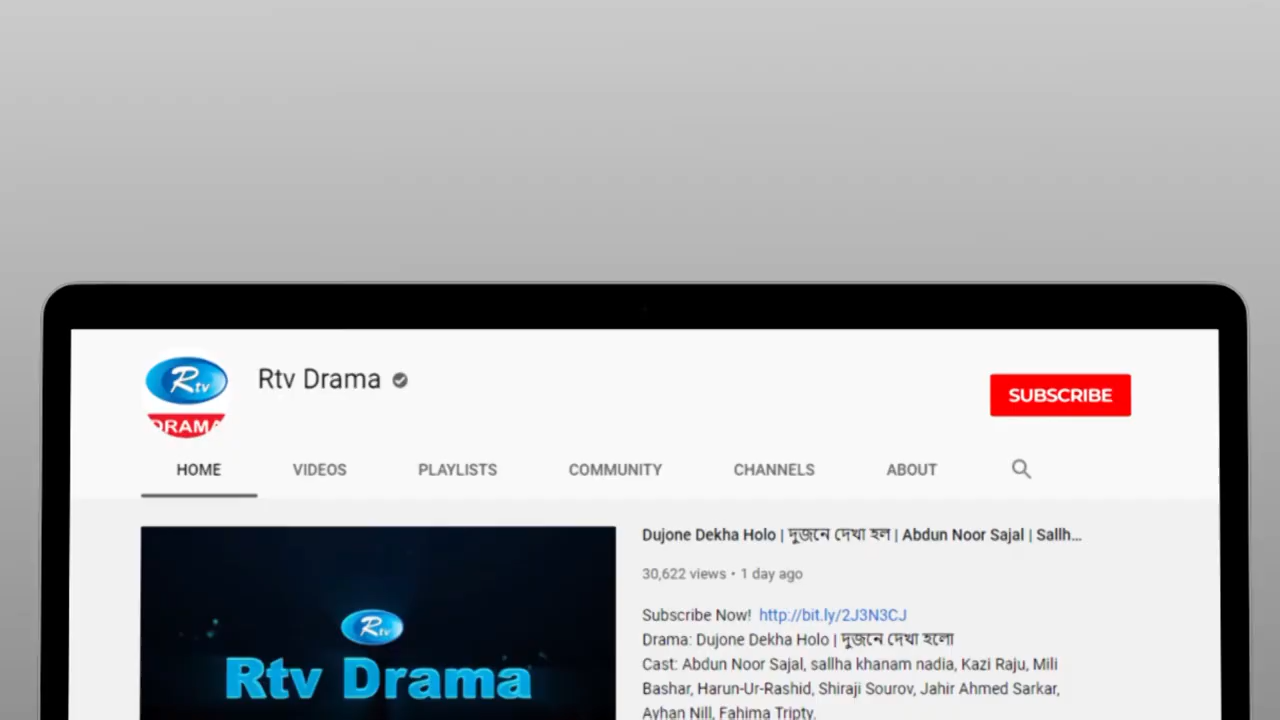 Rtv
DRAMA
Rtv Drama
SUBSCRIBE
HOME VIDEOS PLAYLISTS COMMUNITY CHANNELS ABOUT
Rtv
Rtv Drama
Dujone Dekha Holo | দুজনে দেখা হল | Abdun Noor Sajal | Sallh...
30,622 views • 1 day ago
Subscribe Now! http://bit.ly/2J3N3CJ
Drama: Dujone Dekha Holo | দুজনে দেখা হলো
Cast: Abdun Noor Sajal, sallha khanam nadia, Kazi Raju, Mili
Bashar, Harun-Ur-Rashid, Shiraji Sourov, Jahir Ahmed Sarkar,
Ayhan Nill, Fahima Tripty.